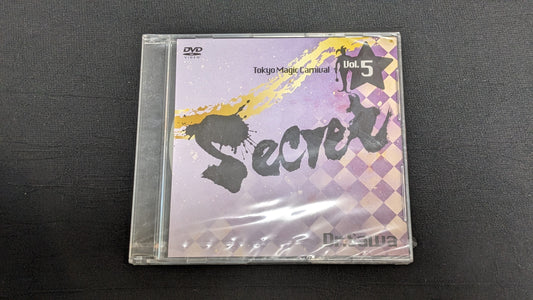 DVD
VIDEO
Tokyo Magic Carnival
Vol. 5
Secret